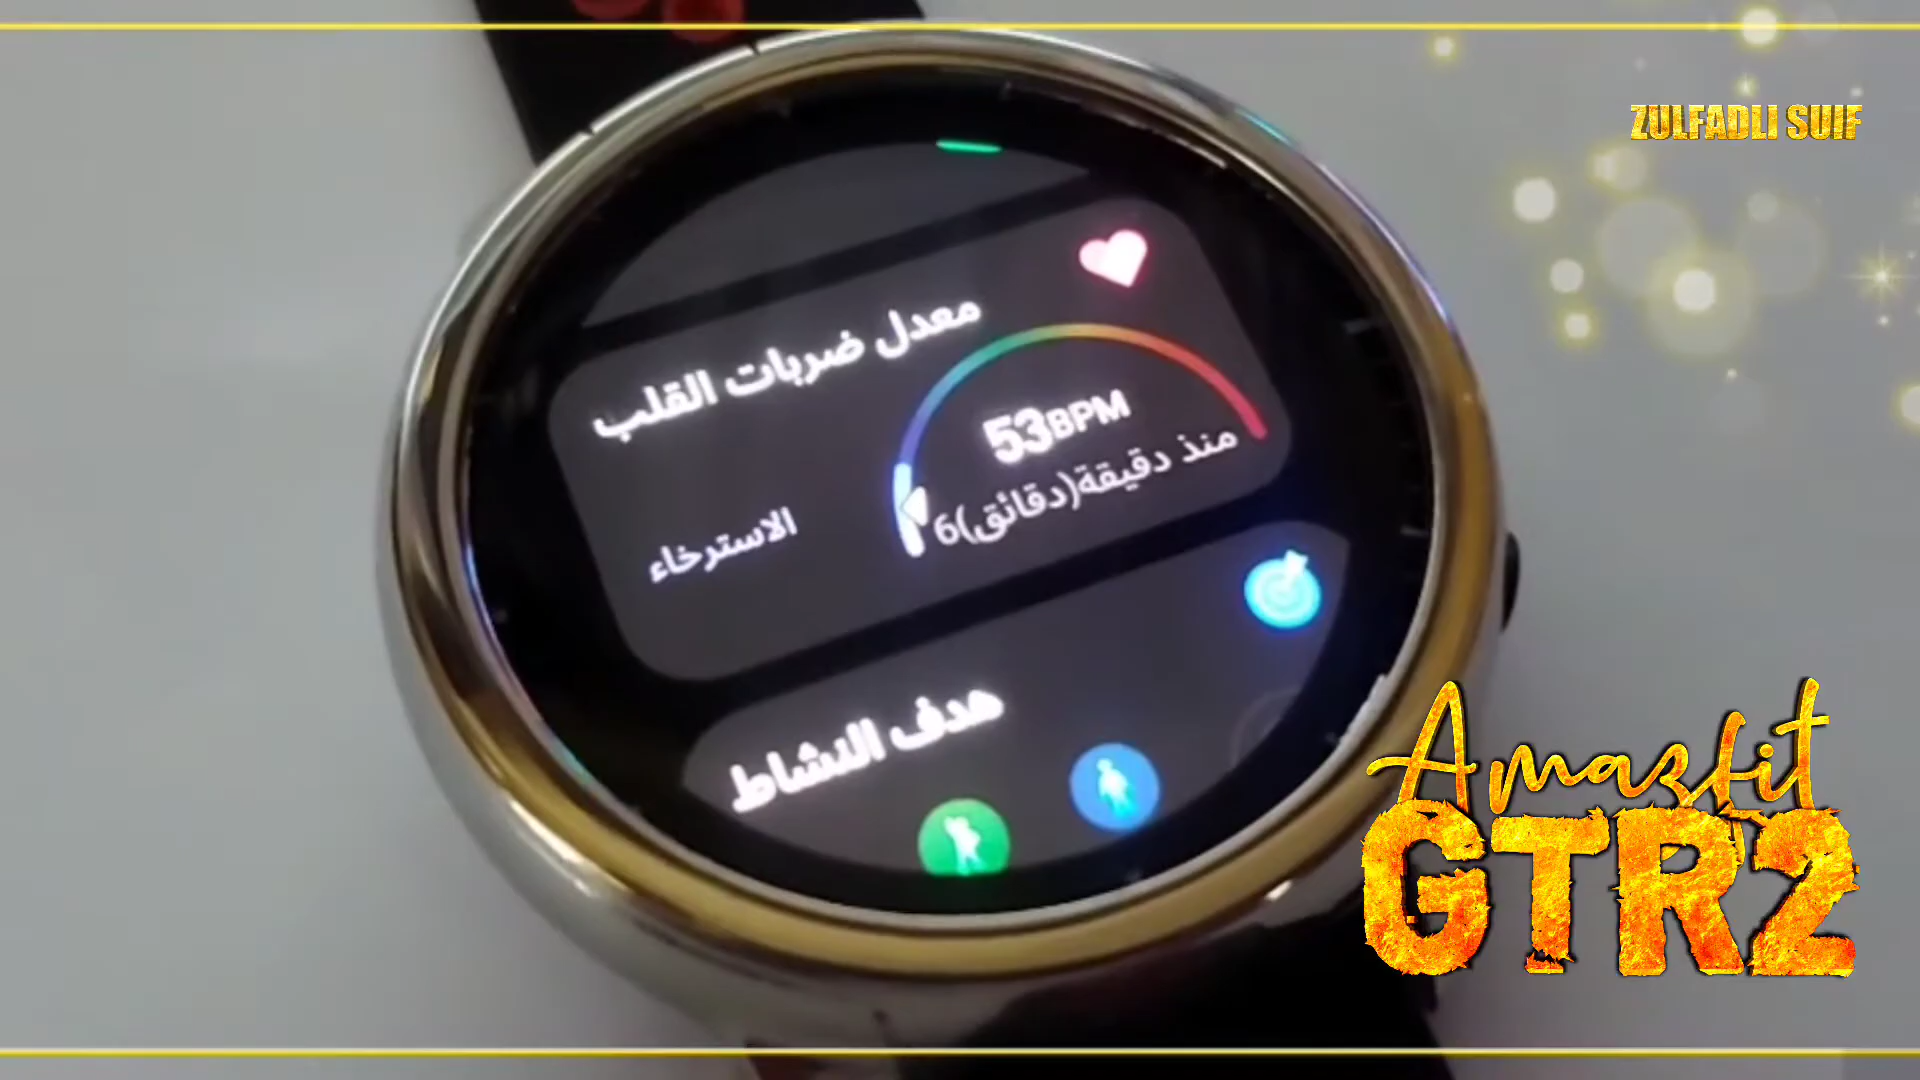 ZULFADLI SUIF
معدل ضربات القلب
53BPM
منذ دقيقة(دقائق)6
الاسترخاء
هدف النشاط
Amazfit
GTR2